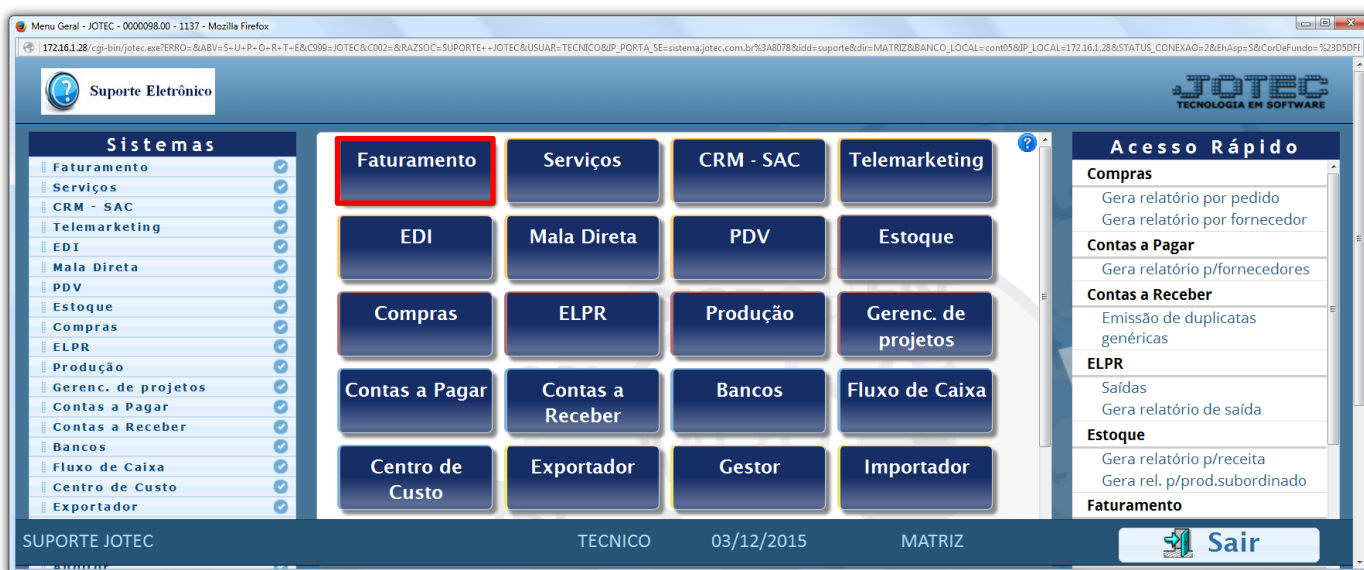 Menu Geral - JOTEC - 0000098.00 - 1137 - Mozilla Firefox
172.16.1.28/cgi-bin/jotec.exe?ERRO=&ABV=S+U+P+O+R+T+E&C999=JOTEC&C002=&RAZSOC=SUPORTE++JOTEC&USUAR=TECNICO&IP_PORTA_SE=sistema.jotec.com.br%3A8078&idd=suporte&dir=MATRIZ&BANCO_LOCAL=cont05&IP_LOCAL=172.16.1.28&STATUS_CONEXAO=2&EhAsp=S&CorDeFundo=%23D5DFE
Suporte Eletrônico
JOTEC
TECNOLOGIA EM SOFTWARE
Sistemas
Faturamento
Serviços
CRM - SAC
Telemarketing
EDI
Mala Direta
PDV
Estoque
Compras
ELPR
Produção
Gerenc. de projetos
Contas a Pagar
Contas a Receber
Bancos
Fluxo de Caixa
Centro de Custo
Exportador
Faturamento
Serviços
CRM - SAC
Telemarketing
EDI
Mala Direta
PDV
Estoque
Compras
ELPR
Produção
Gerenc. de
projetos
Contas a Pagar
Contas a
Receber
Bancos
Fluxo de Caixa
Centro de
Custo
Exportador
Gestor
Importador
Acesso Rápido
Compras
Gera relatório por pedido
Gera relatório por fornecedor
Contas a Pagar
Gera relatório p/fornecedores
Contas a Receber
Emissão de duplicatas
genéricas
ELPR
Saídas
Gera relatório de saída
Estoque
Gera relatório p/receita
Gera rel. p/prod.subordinado
Faturamento
SUPORTE JOTEC
TECNICO
03/12/2015
MATRIZ
Sair